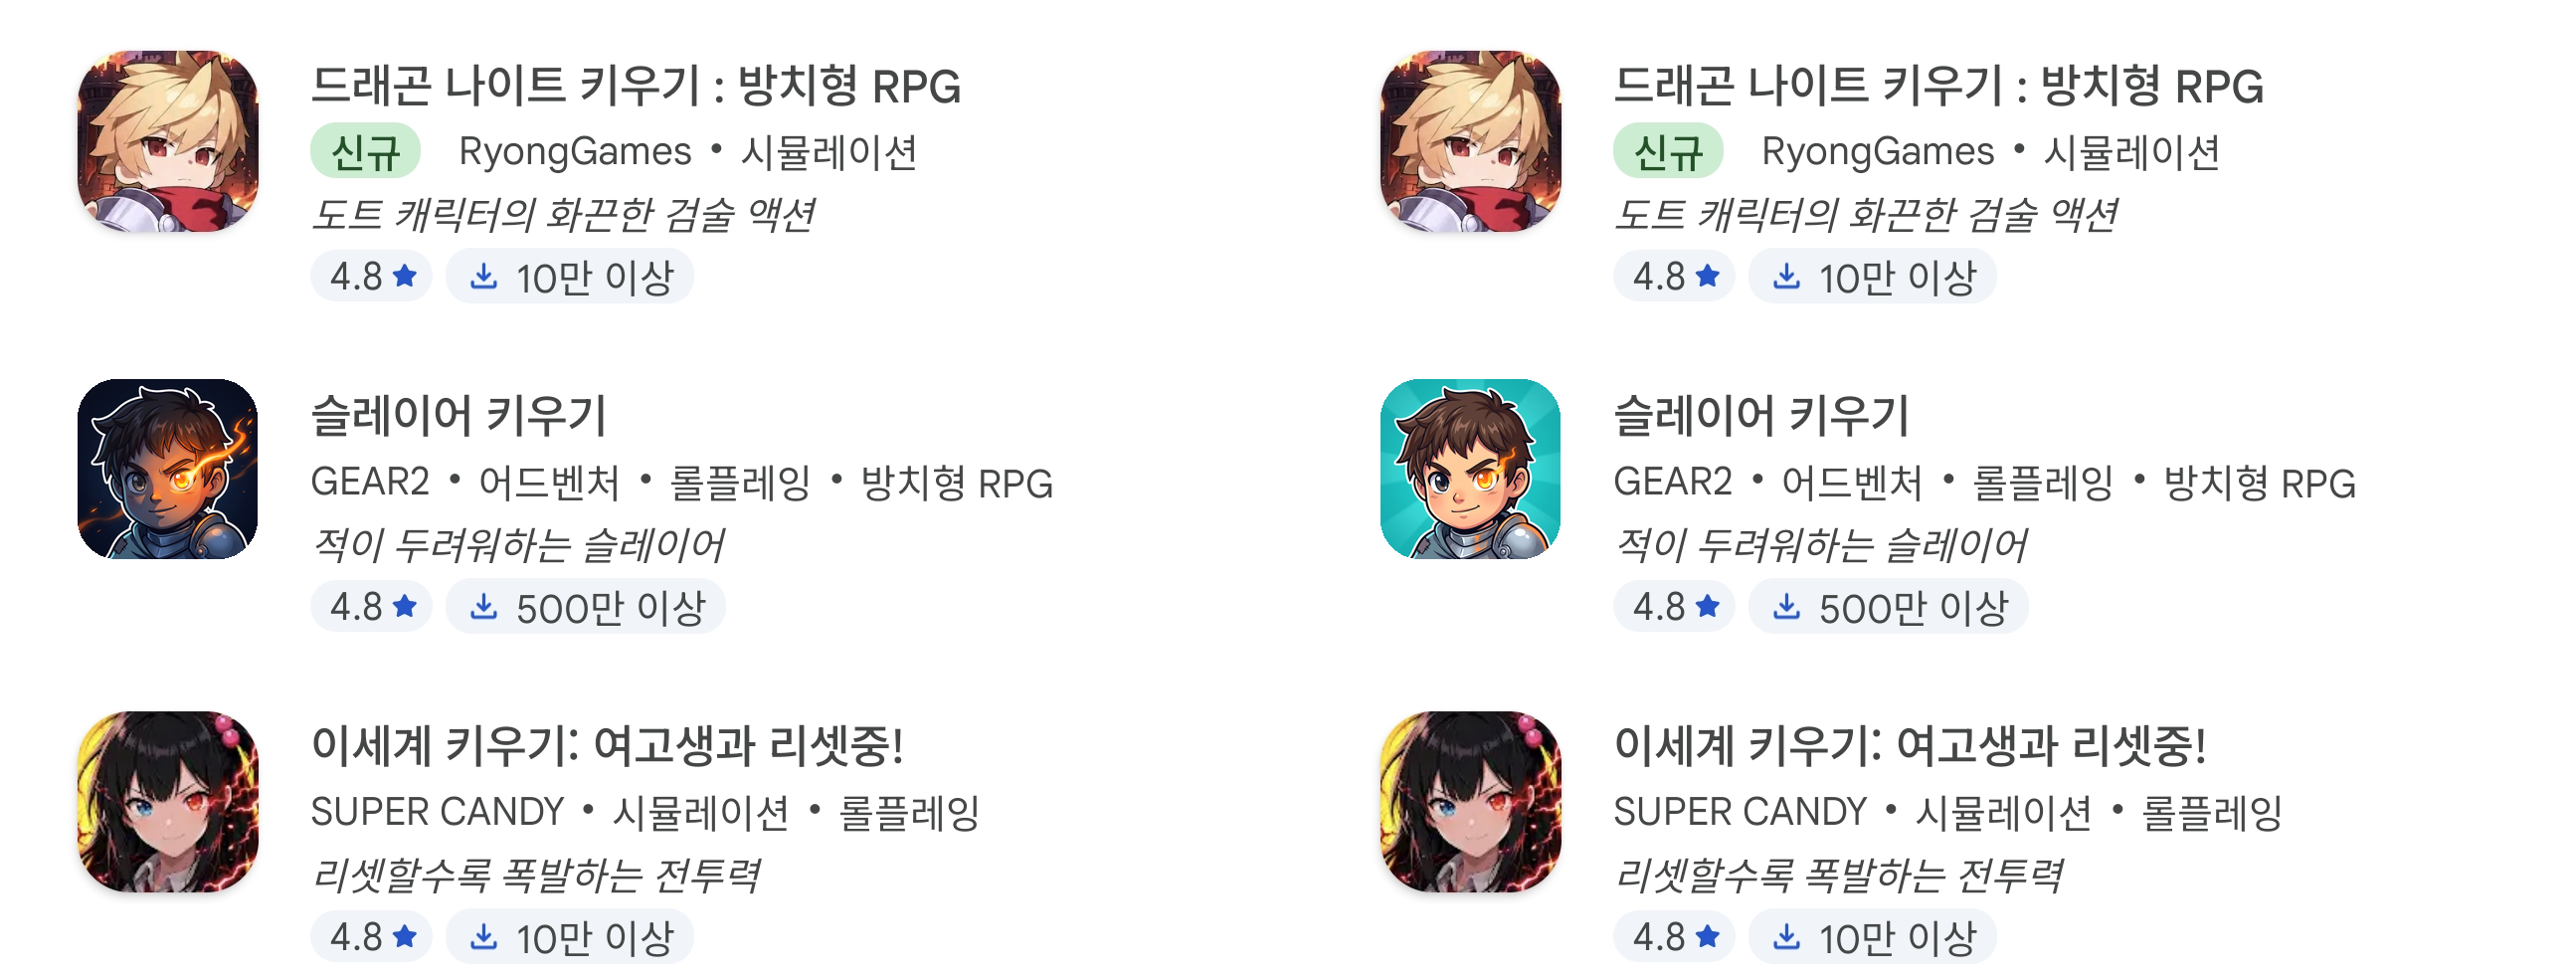 드래곤 나이트 키우기 : 방치형 RPG
신규 RyongGames • 시뮬레이션
도트 캐릭터의 화끈한 검술 액션
4.8 10만 이상
슬레이어 키우기
GEAR2 • 어드벤처 • 롤플레잉 • 방치형 RPG
적이 두려워하는 슬레이어
4.8 500만 이상
이세계 키우기: 여고생과 리셋중!
SUPER CANDY • 시뮬레이션 • 롤플레잉
리셋할수록 폭발하는 전투력
4.8 10만 이상
드래곤 나이트 키우기 : 방치형 RPG
신규 RyongGames • 시뮬레이션
도트 캐릭터의 화끈한 검술 액션
4.8 10만 이상
슬레이어 키우기
GEAR2 • 어드벤처 • 롤플레잉 • 방치형 RPG
적이 두려워하는 슬레이어
4.8 500만 이상
이세계 키우기: 여고생과 리셋중!
SUPER CANDY • 시뮬레이션 • 롤플레잉
리셋할수록 폭발하는 전투력
4.8 10만 이상